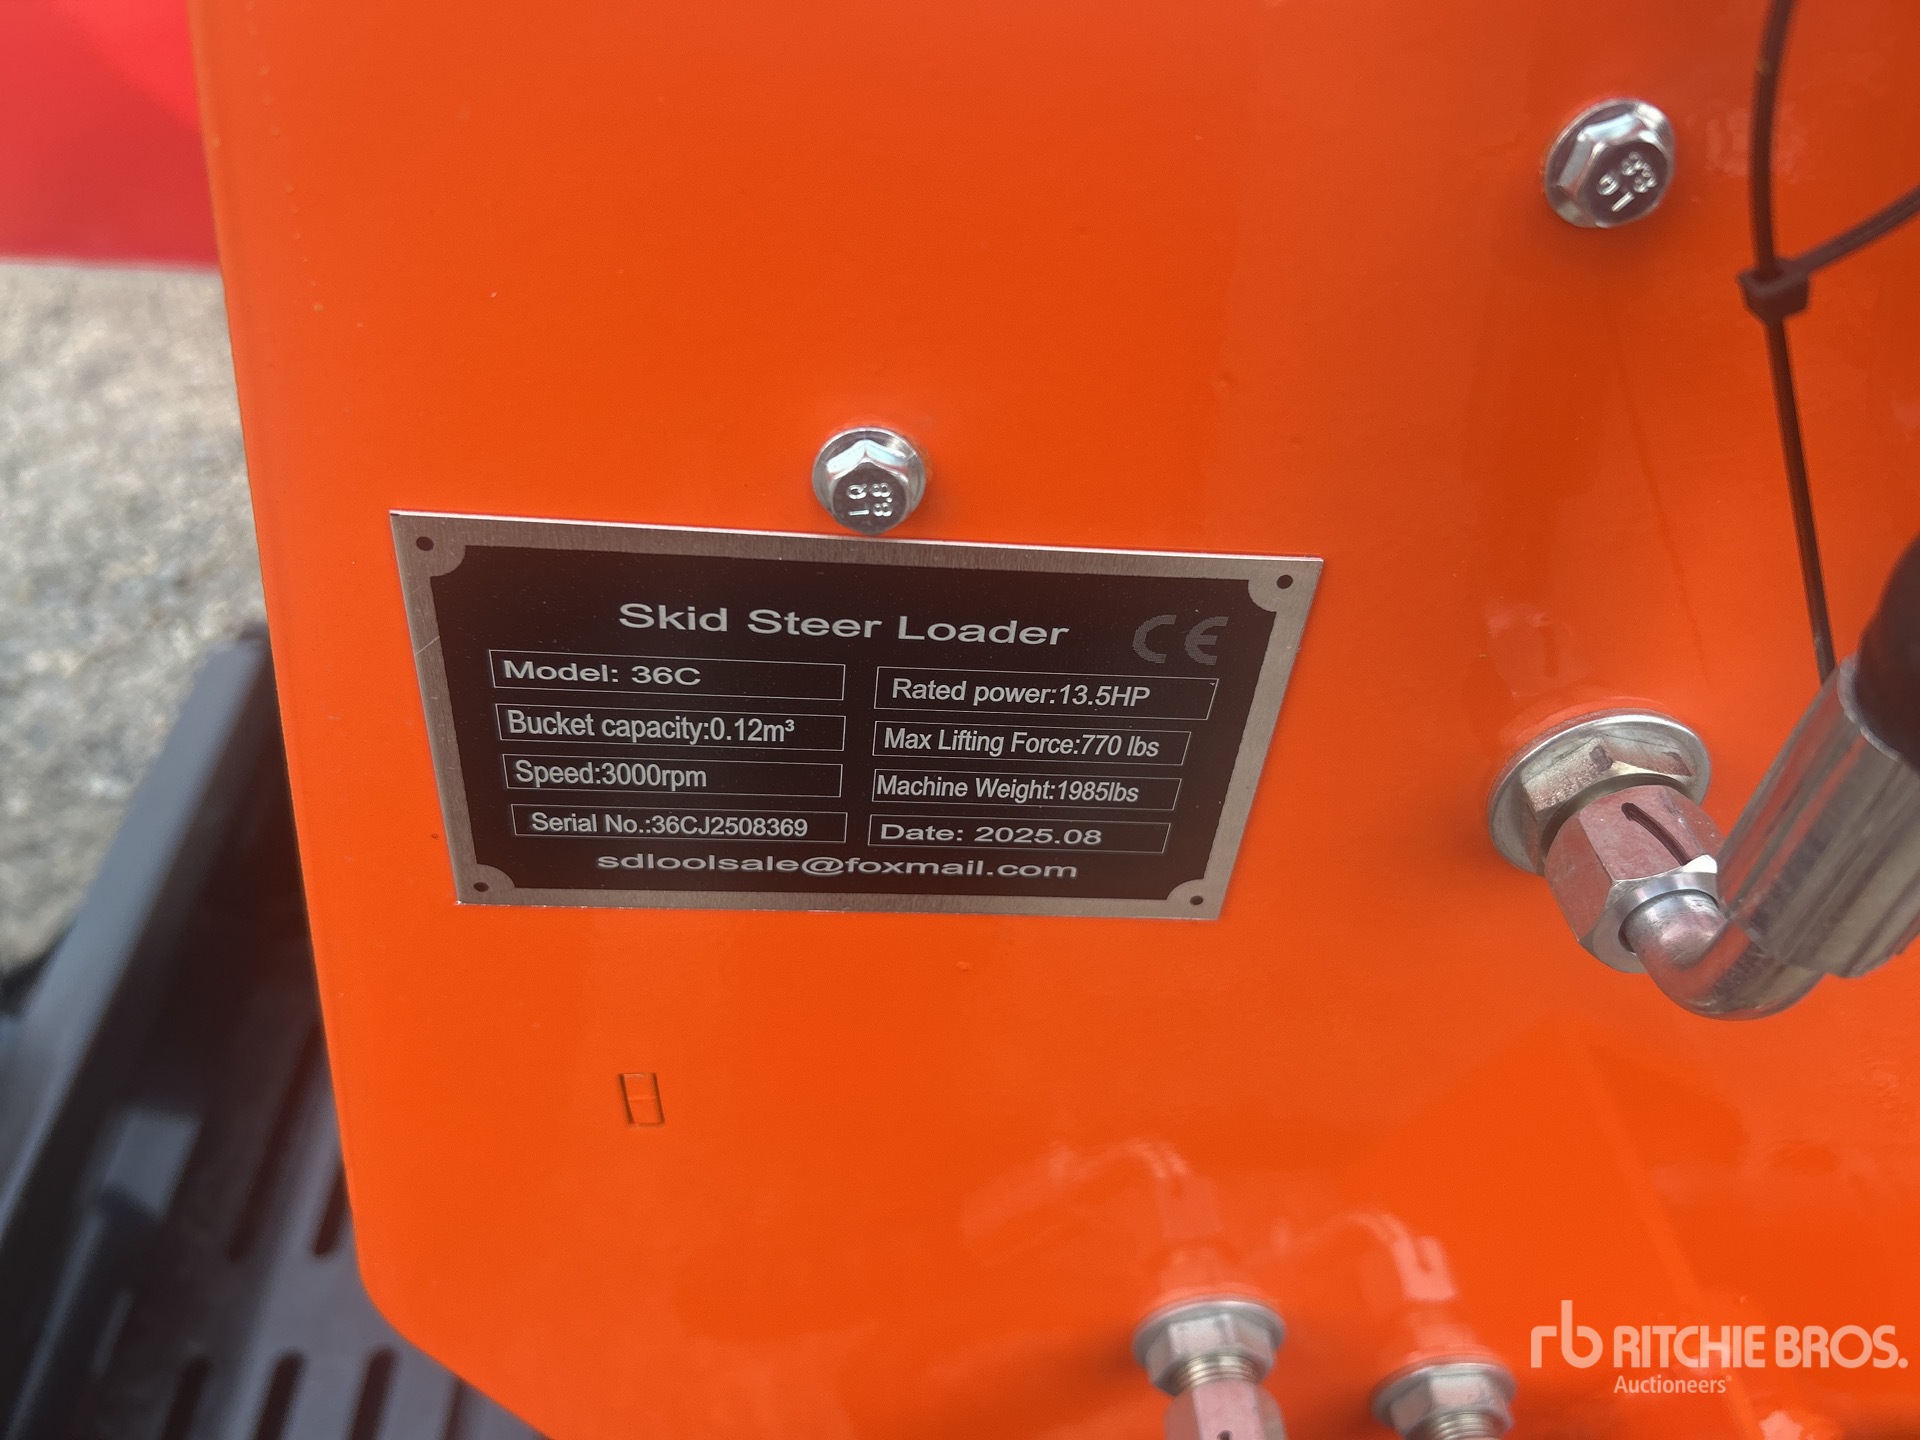 1 Q
8.8
Skid Steer Loader CE
Model: 36C
Rated power:13.5HP
Bucket capacity:0.12m³
Max Lifting Force:770 lbs
Speed:3000rpm
Machine Weight:1985lbs
Serial No.:36CJ2508369
Date: 2025.08
sdloolsale@foxmail.com
rb RITCHIE BROS.
Auctioneers